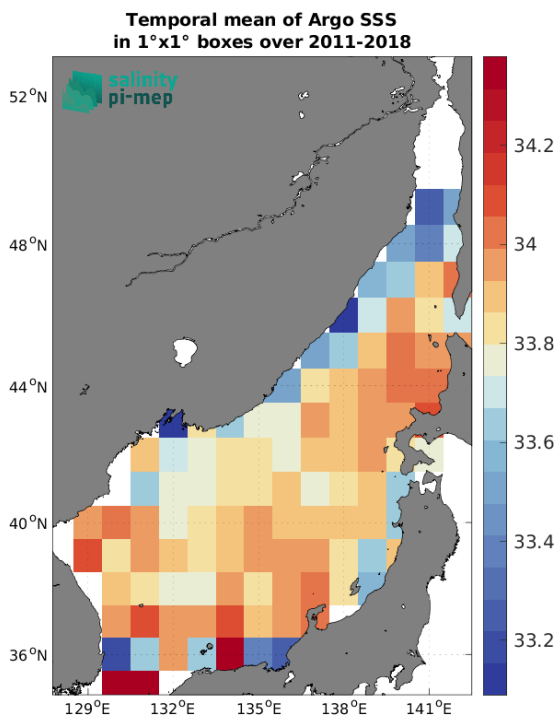 Temporal mean of Argo SSS
in 1°x1° boxes over 2011-2018
salinity
pi-mep
52°N
48°N
44°N
40°N
36°N
129°E
132°E
135°E
138°E
141°E
34.2
34
33.8
33.6
33.4
33.2